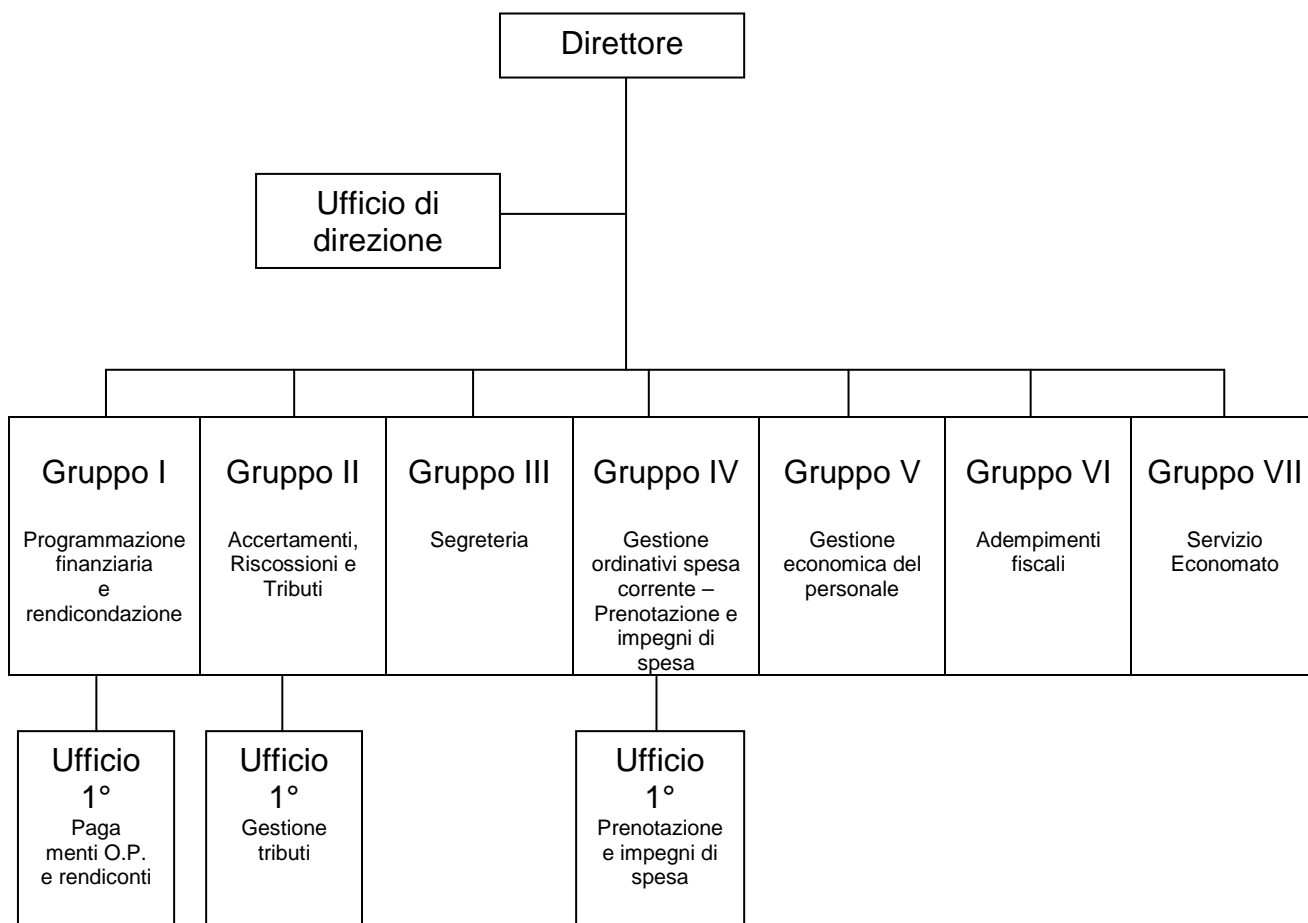 Direttore
Ufficio di
direzione
Gruppo I
Programmazione
finanziaria
e
rendicondazione
Gruppo II
Accertamenti,
Riscossioni e
Tributi
Gruppo III
Segreteria
Gruppo IV
Gestione
ordinativi spesa
corrente –
Prenotazione e
impegni di
spesa
Gruppo V
Gestione
economica del
personale
Gruppo VI
Adempimenti
fiscali
Gruppo VII
Servizio
Economato
Ufficio
1°
Paga
menti O.P.
e rendiconti
Ufficio
1°
Gestione
tributi
Ufficio
1°
Prenotazione
e impegni di
spesa